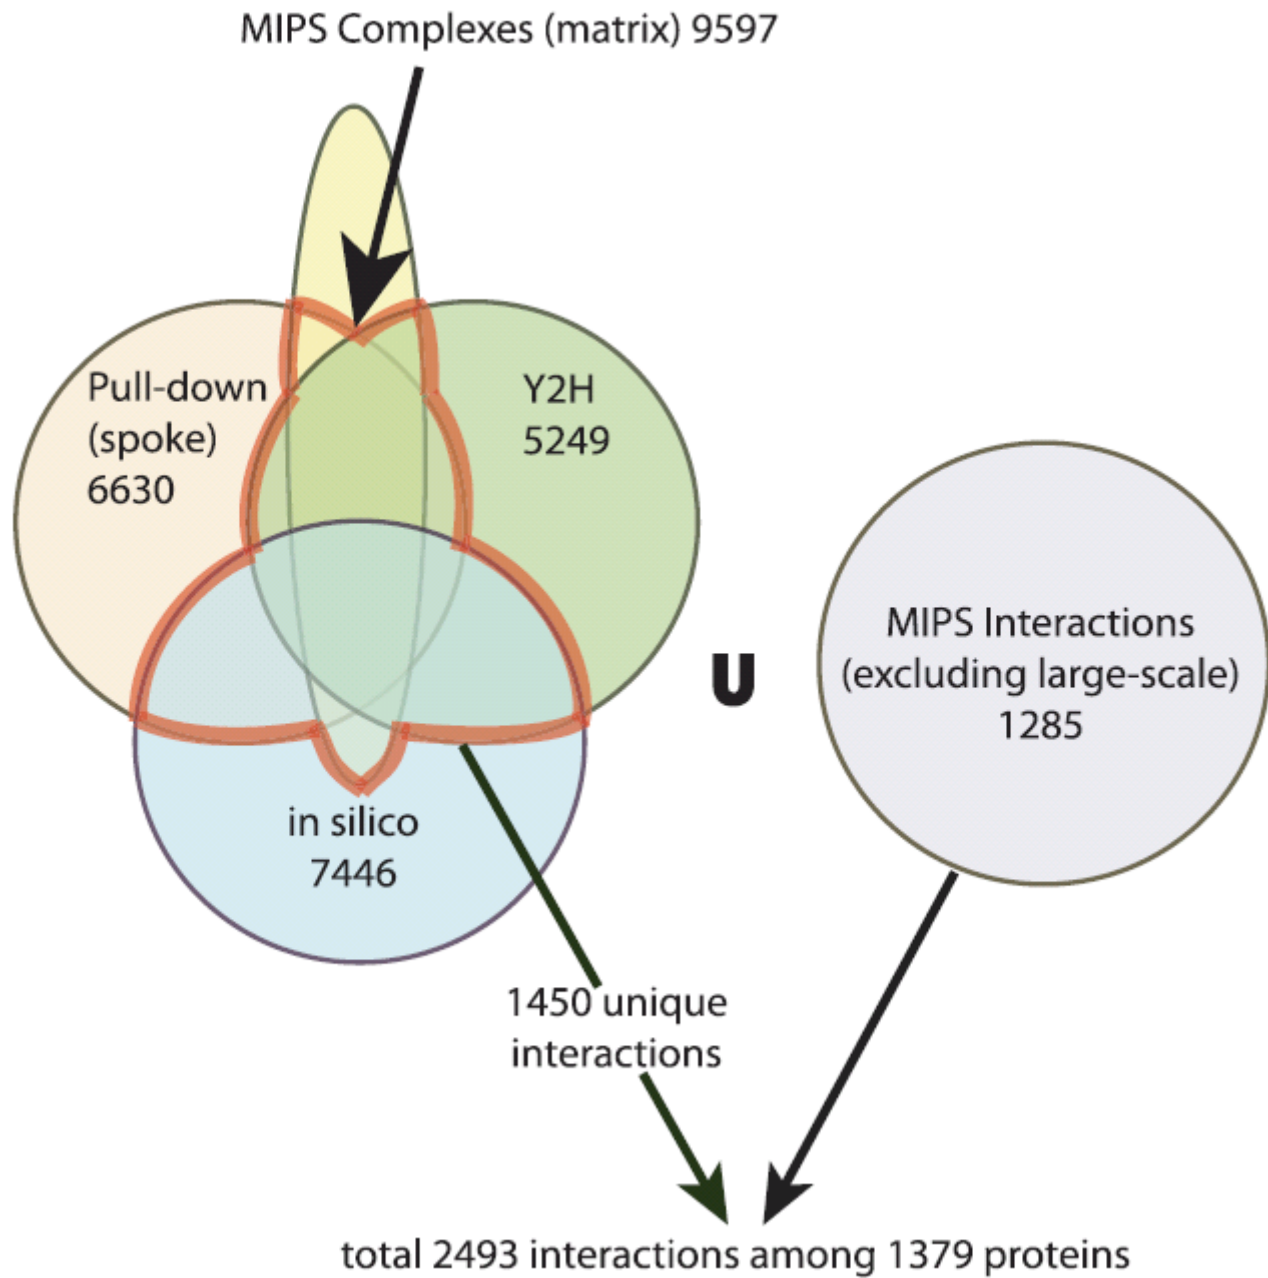 MIPS Complexes (matrix) 9597
Pull-down
(spoke)
6630
Y2H
5249
MIPS Interactions
(excluding large-scale)
1285
U
in silico
7446
1450 unique
interactions
total 2493 interactions among 1379 proteins